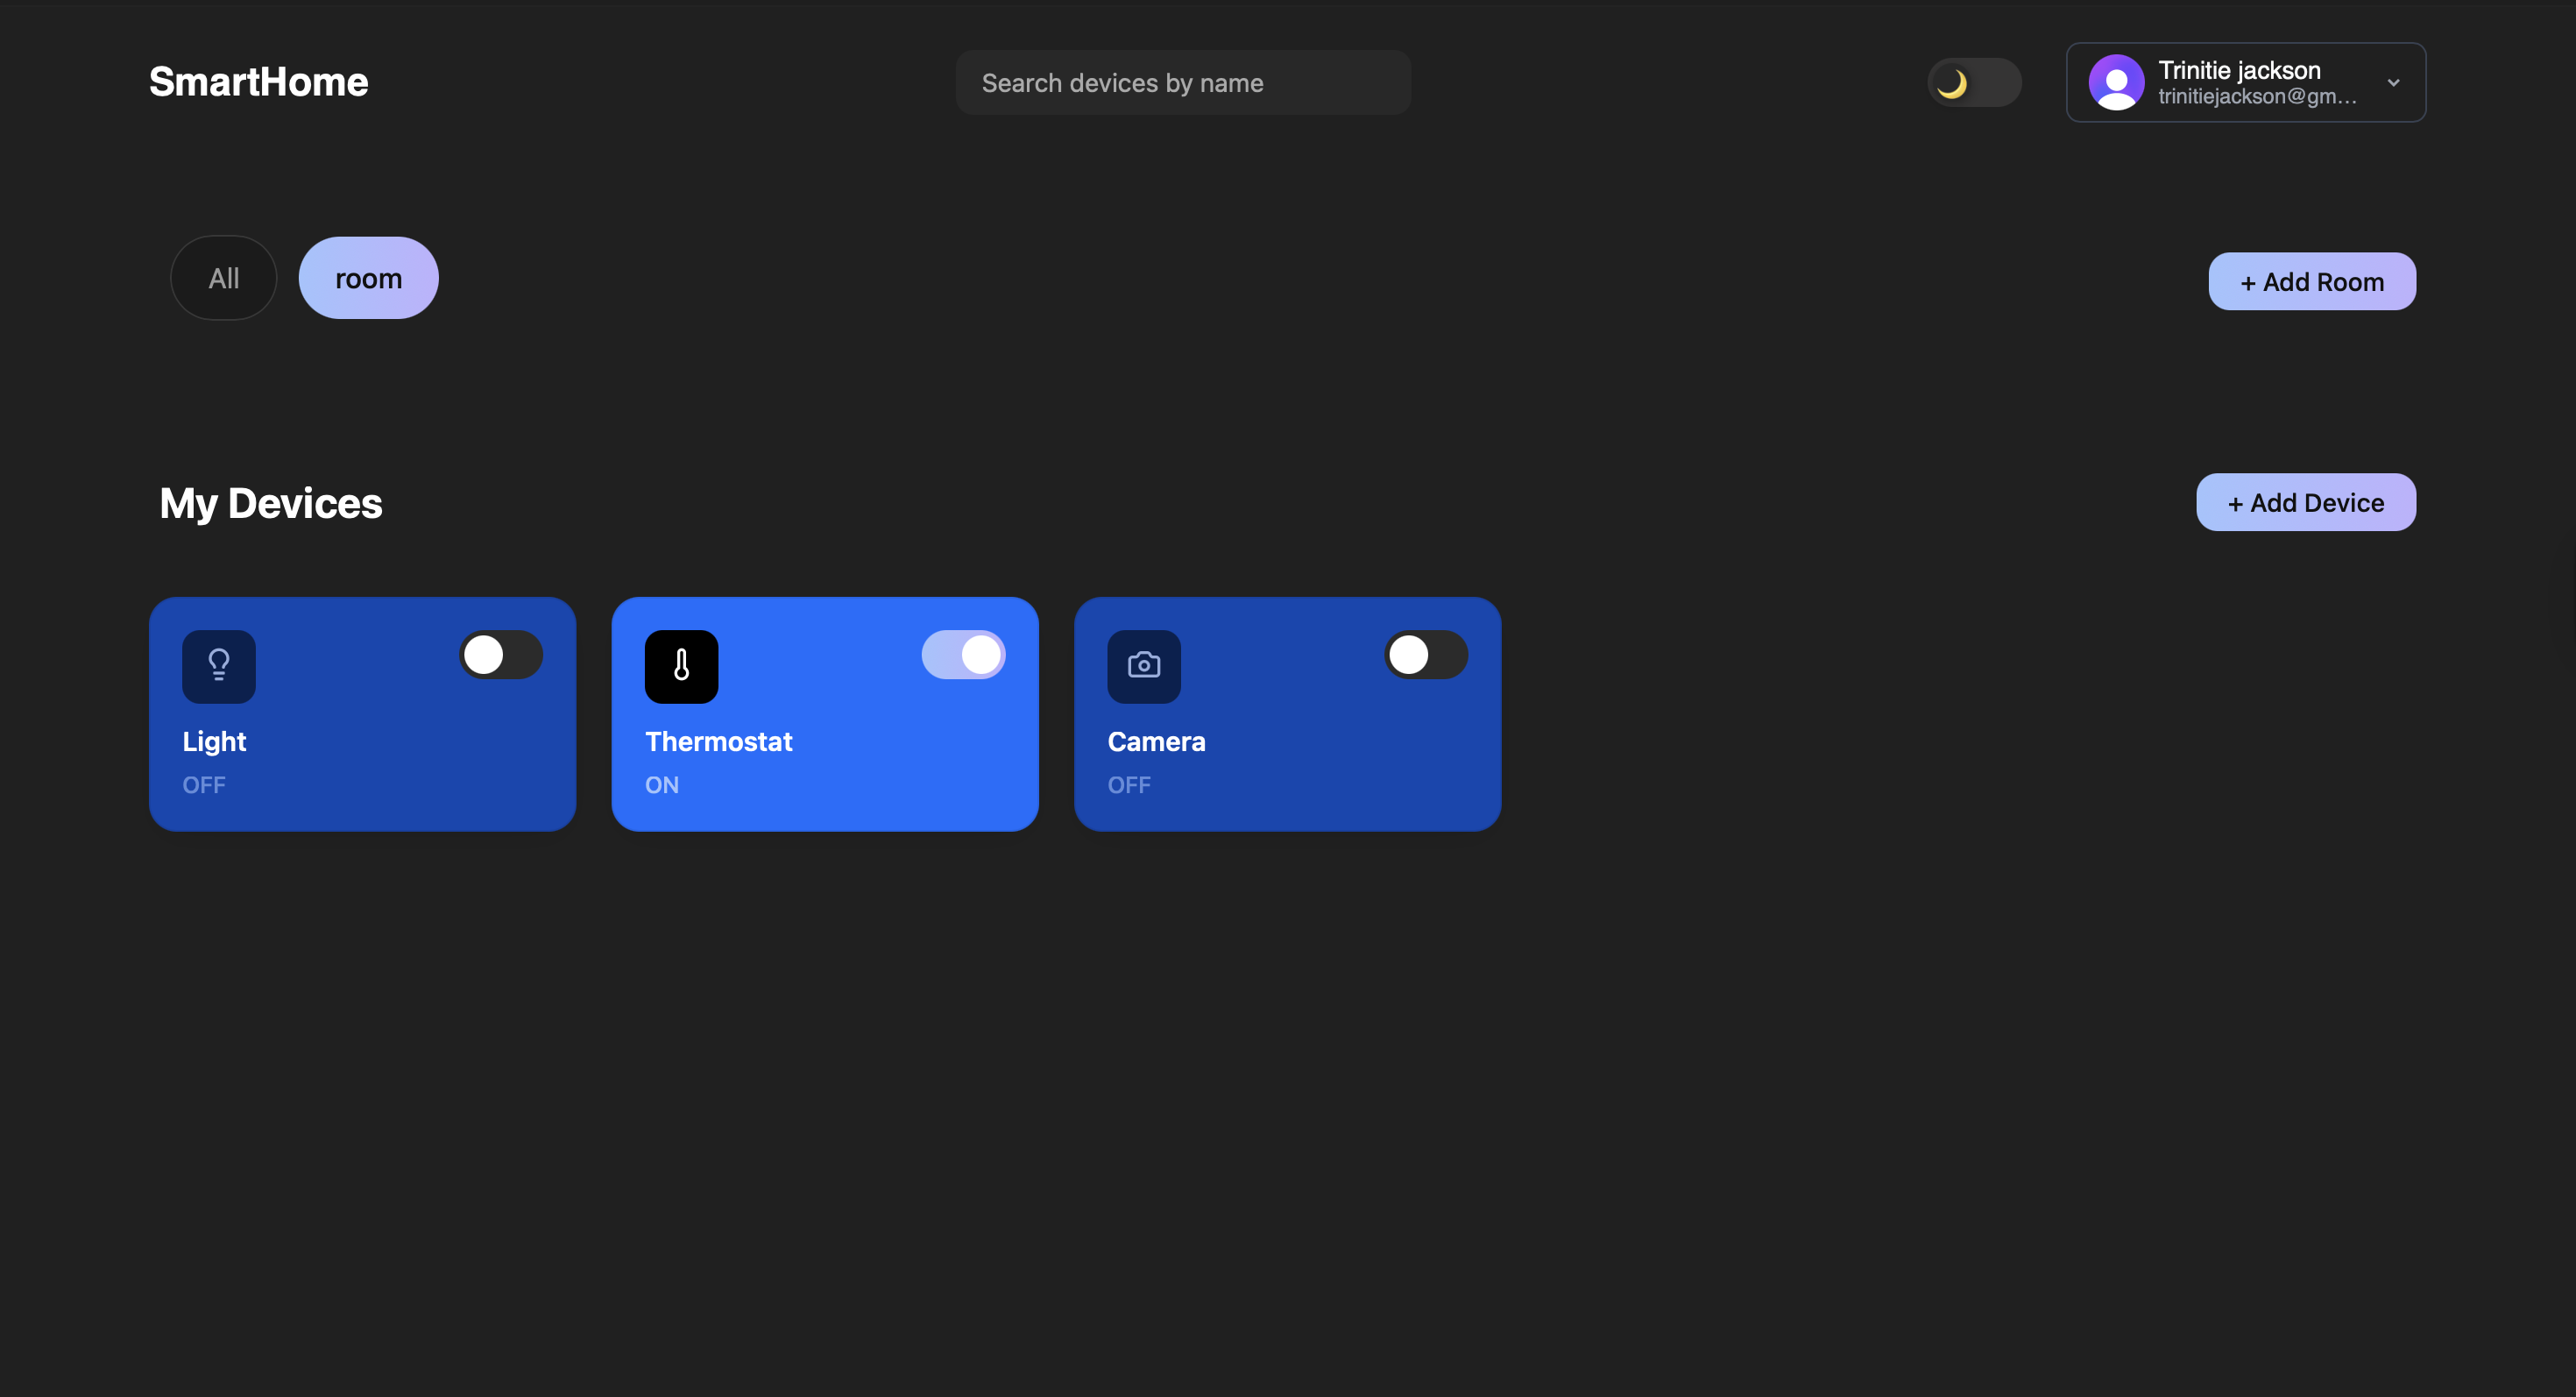 SmartHome
Search devices by name
Trinitie jackson
trinitiejackson@gm...
All
room
+ Add Room
My Devices
+ Add Device
Light
OFF
Thermostat
ON
Camera
OFF